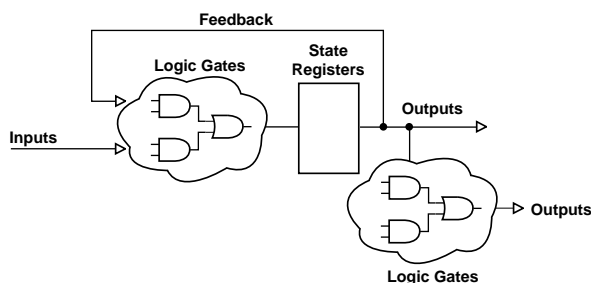 Feedback
State
Registers
Logic Gates
Outputs
Inputs
Outputs
Logic Gates